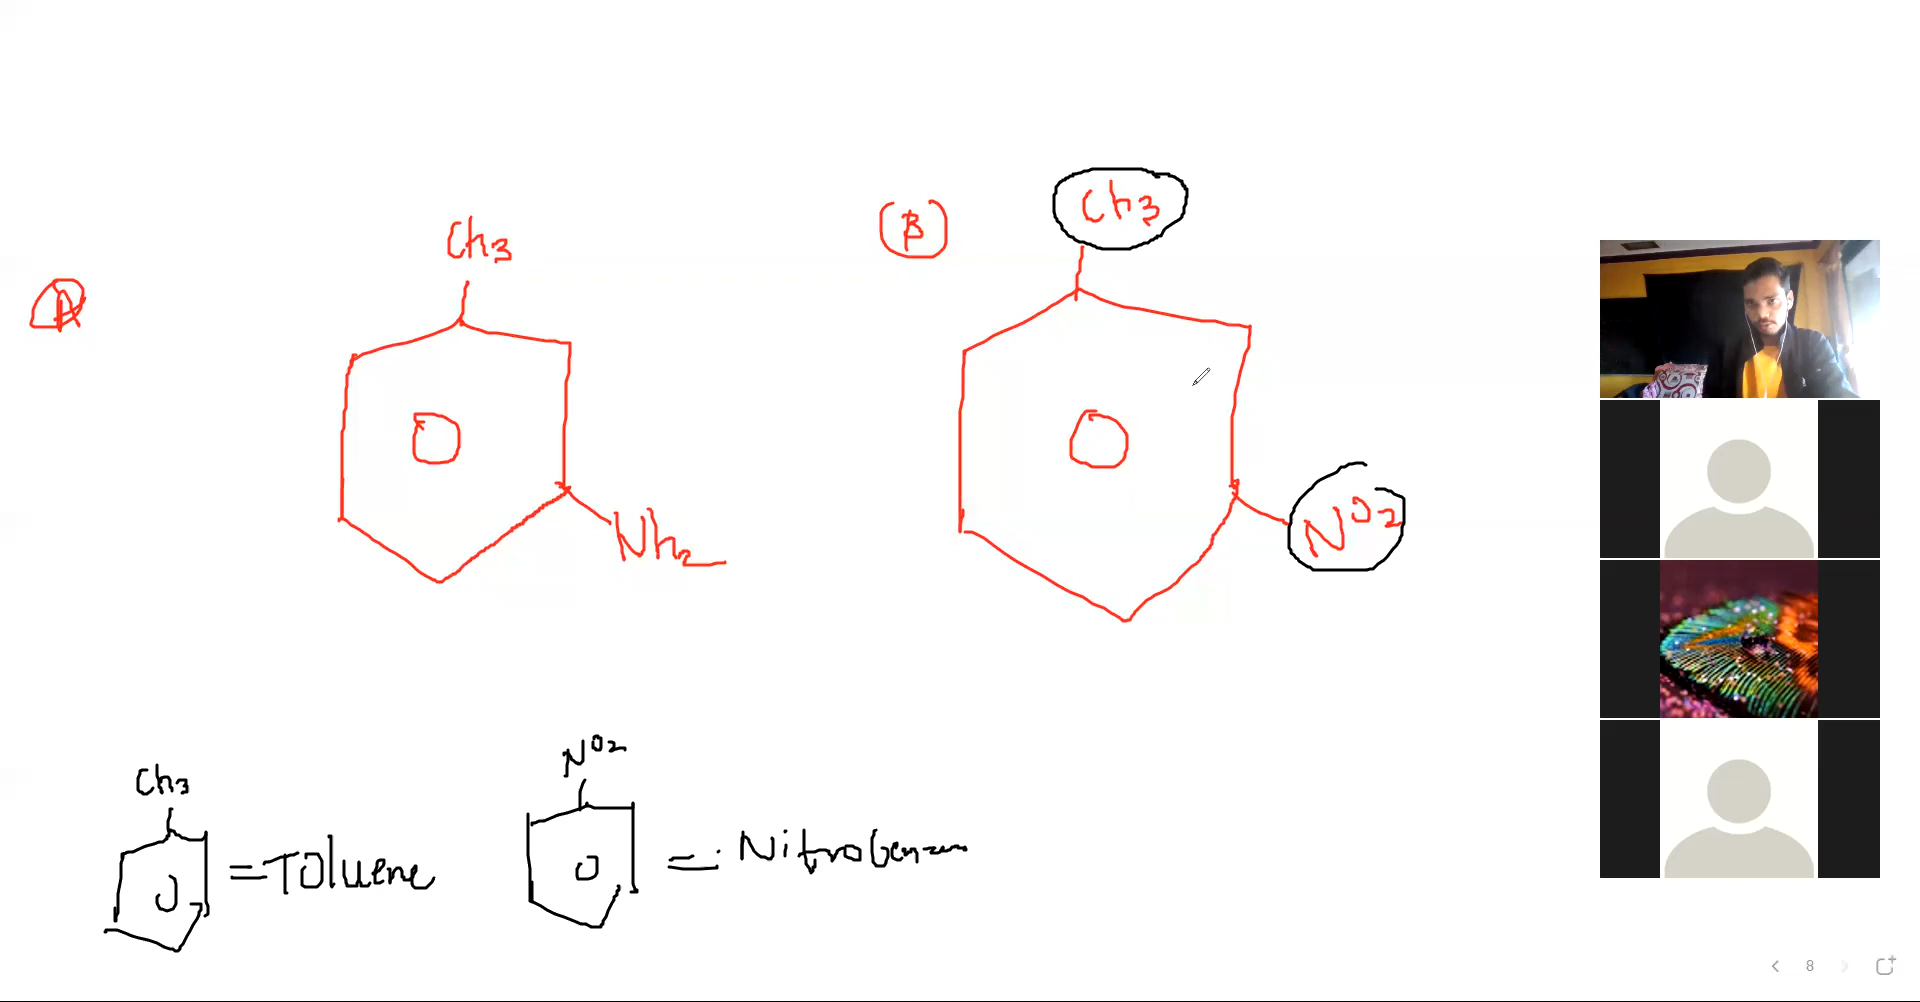 A
Ch3
Nh2
(B)
Ch3
NO2
Ch3
= Toluene
NO2
= Nitrobenzene
8